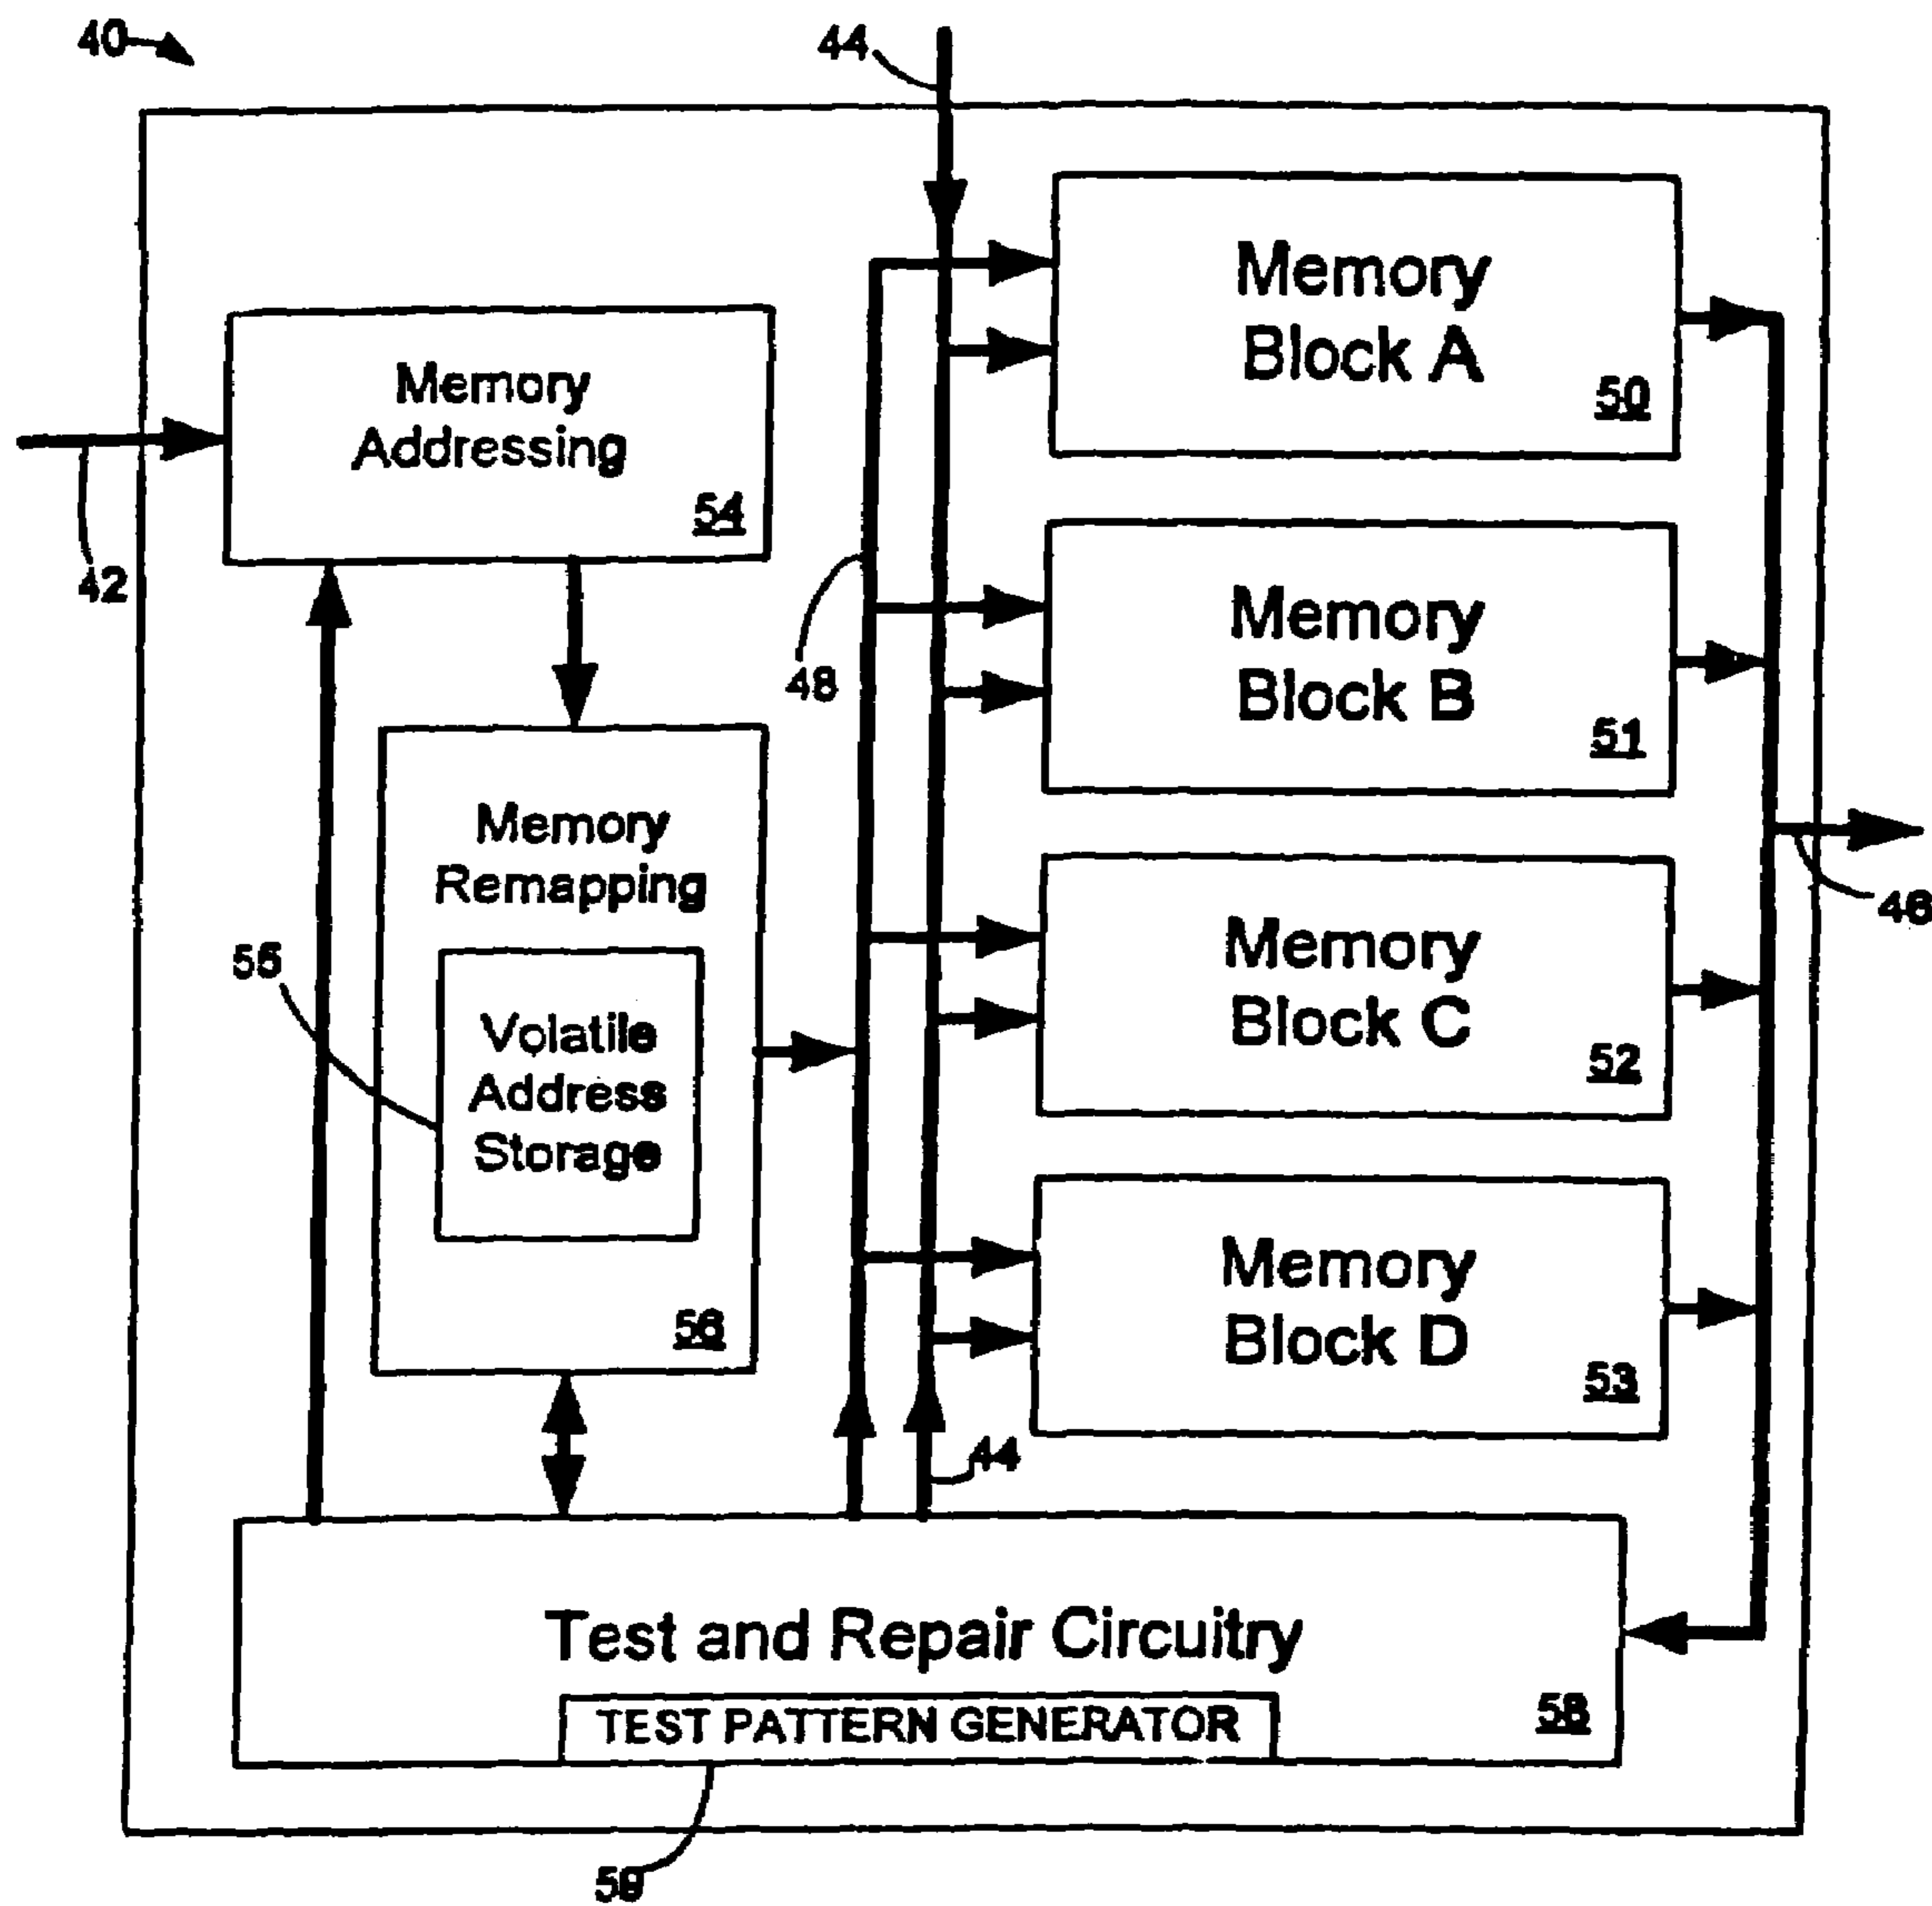 40
44
Memory
Block A
50
Memory
Addressing
54
42
48
Memory
Block B
51
Memory
Remapping
46
55
Volatile
Address
Storage
56
Memory
Block C
52
Memory
Block D
53
44
Test and Repair Circuitry
58
TEST PATTERN GENERATOR
59